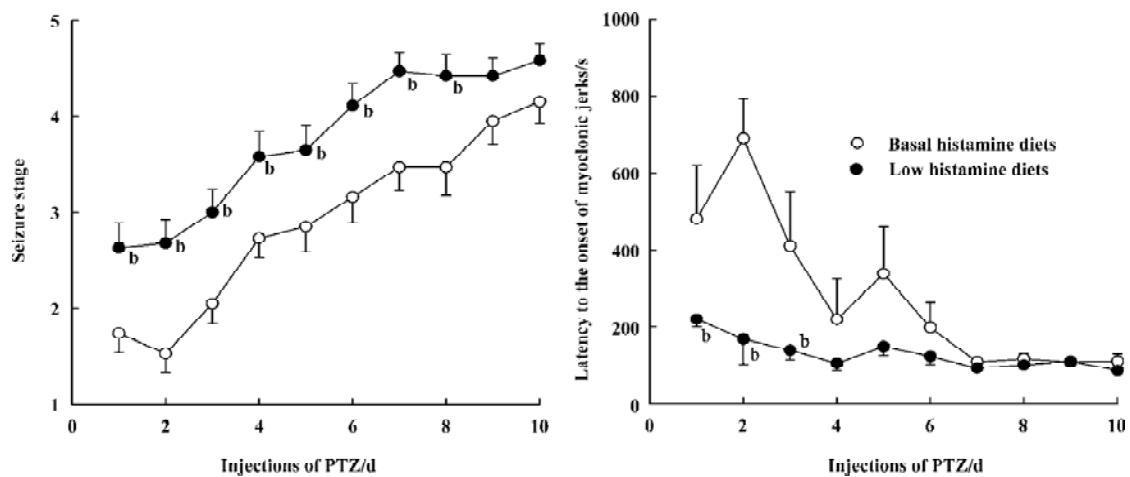 5
4
3
2
1
Seizure stage
b
b
b
b
b
b
b
b
0
2
4
6
8
10
Injections of PTZ/d
1000
800
600
400
200
0
Latency to the onset of myoclonic jerks/s
Basal histamine diets
Low histamine diets
b
b
b
0
2
4
6
8
10
Injections of PTZ/d